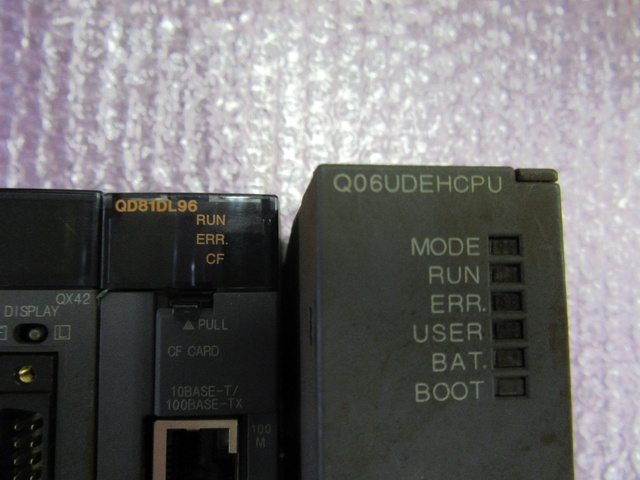 QX42
DISPLAY
L
QD81DL96
RUN
ERR.
CF
PULL
CF CARD
10BASE-T/
100BASE-TX
100
M
Q06UDEHCPU
MODE
RUN
ERR.
USER
BAT.
BOOT